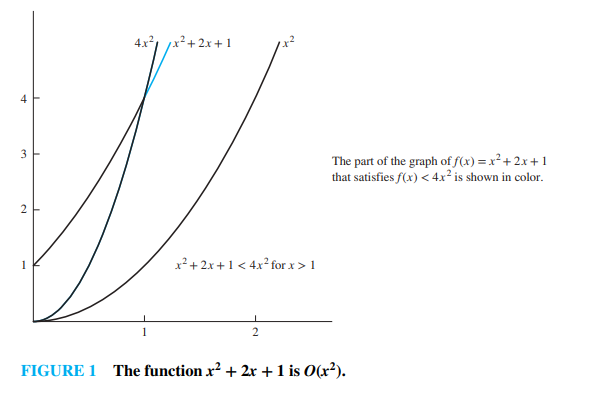 4x² x² + 2x + 1 x²
4
3
The part of the graph of f(x) = x² + 2x + 1
that satisfies f(x) < 4x² is shown in color.
2
1
x² + 2x + 1 < 4x² for x > 1
1 2
FIGURE 1 The function x² + 2x + 1 is O(x²).